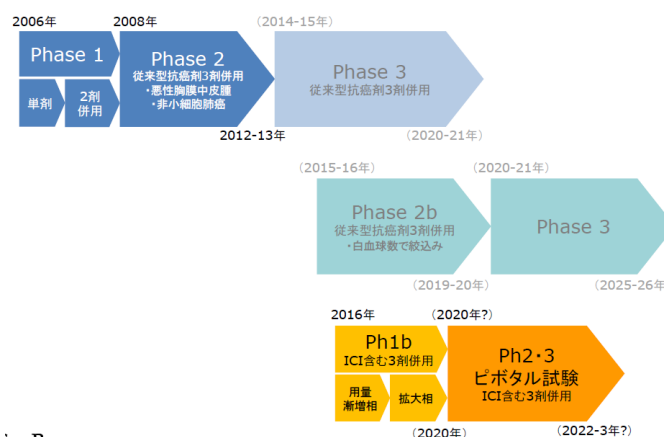 2006年
2008年
（2014-15年）
Phase 1
単剤
2剤
併用
Phase 2
従来型抗癌剤3剤併用
・悪性胸膜中皮腫
・非小細胞肺癌
Phase 3
従来型抗癌剤3剤併用
2012-13年
（2020-21年）
（2015-16年）
（2020-21年）
Phase 2b
従来型抗癌剤3剤併用
・白血球数で絞込み
Phase 3
（2019-20年）
（2025-26年）
2016年
（2020年?）
Ph1b
ICI含む3剤併用
用量
漸増相
拡大相
Ph2・3
ピボタル試験
ICI含む3剤併用
（2020年）
（2022-3年?）